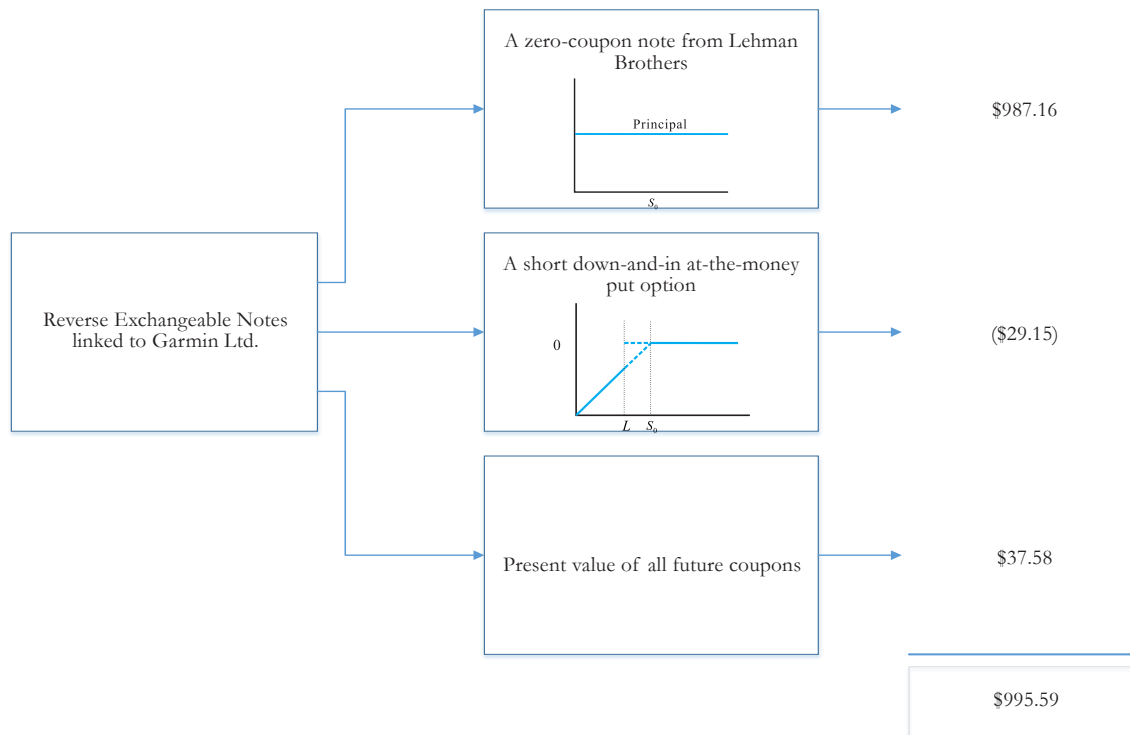 A zero-coupon note from Lehman
Brothers
Principal
S₀
$987.16
Reverse Exchangeable Notes
linked to Garmin Ltd.
A short down-and-in at-the-money
put option
0
L S₀
($29.15)
Present value of all future coupons
$37.58
$995.59